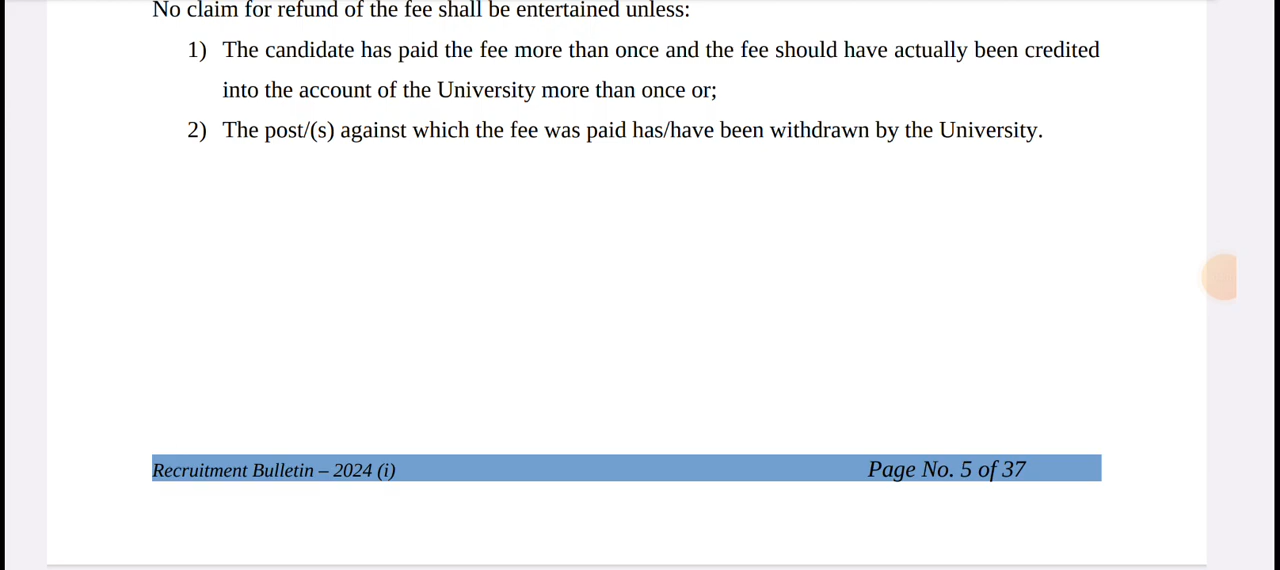 No claim for refund of the fee shall be entertained unless:
1) The candidate has paid the fee more than once and the fee should have actually been credited
into the account of the University more than once or;
2) The post/(s) against which the fee was paid has/have been withdrawn by the University.
Recruitment Bulletin – 2024 (i) Page No. 5 of 37